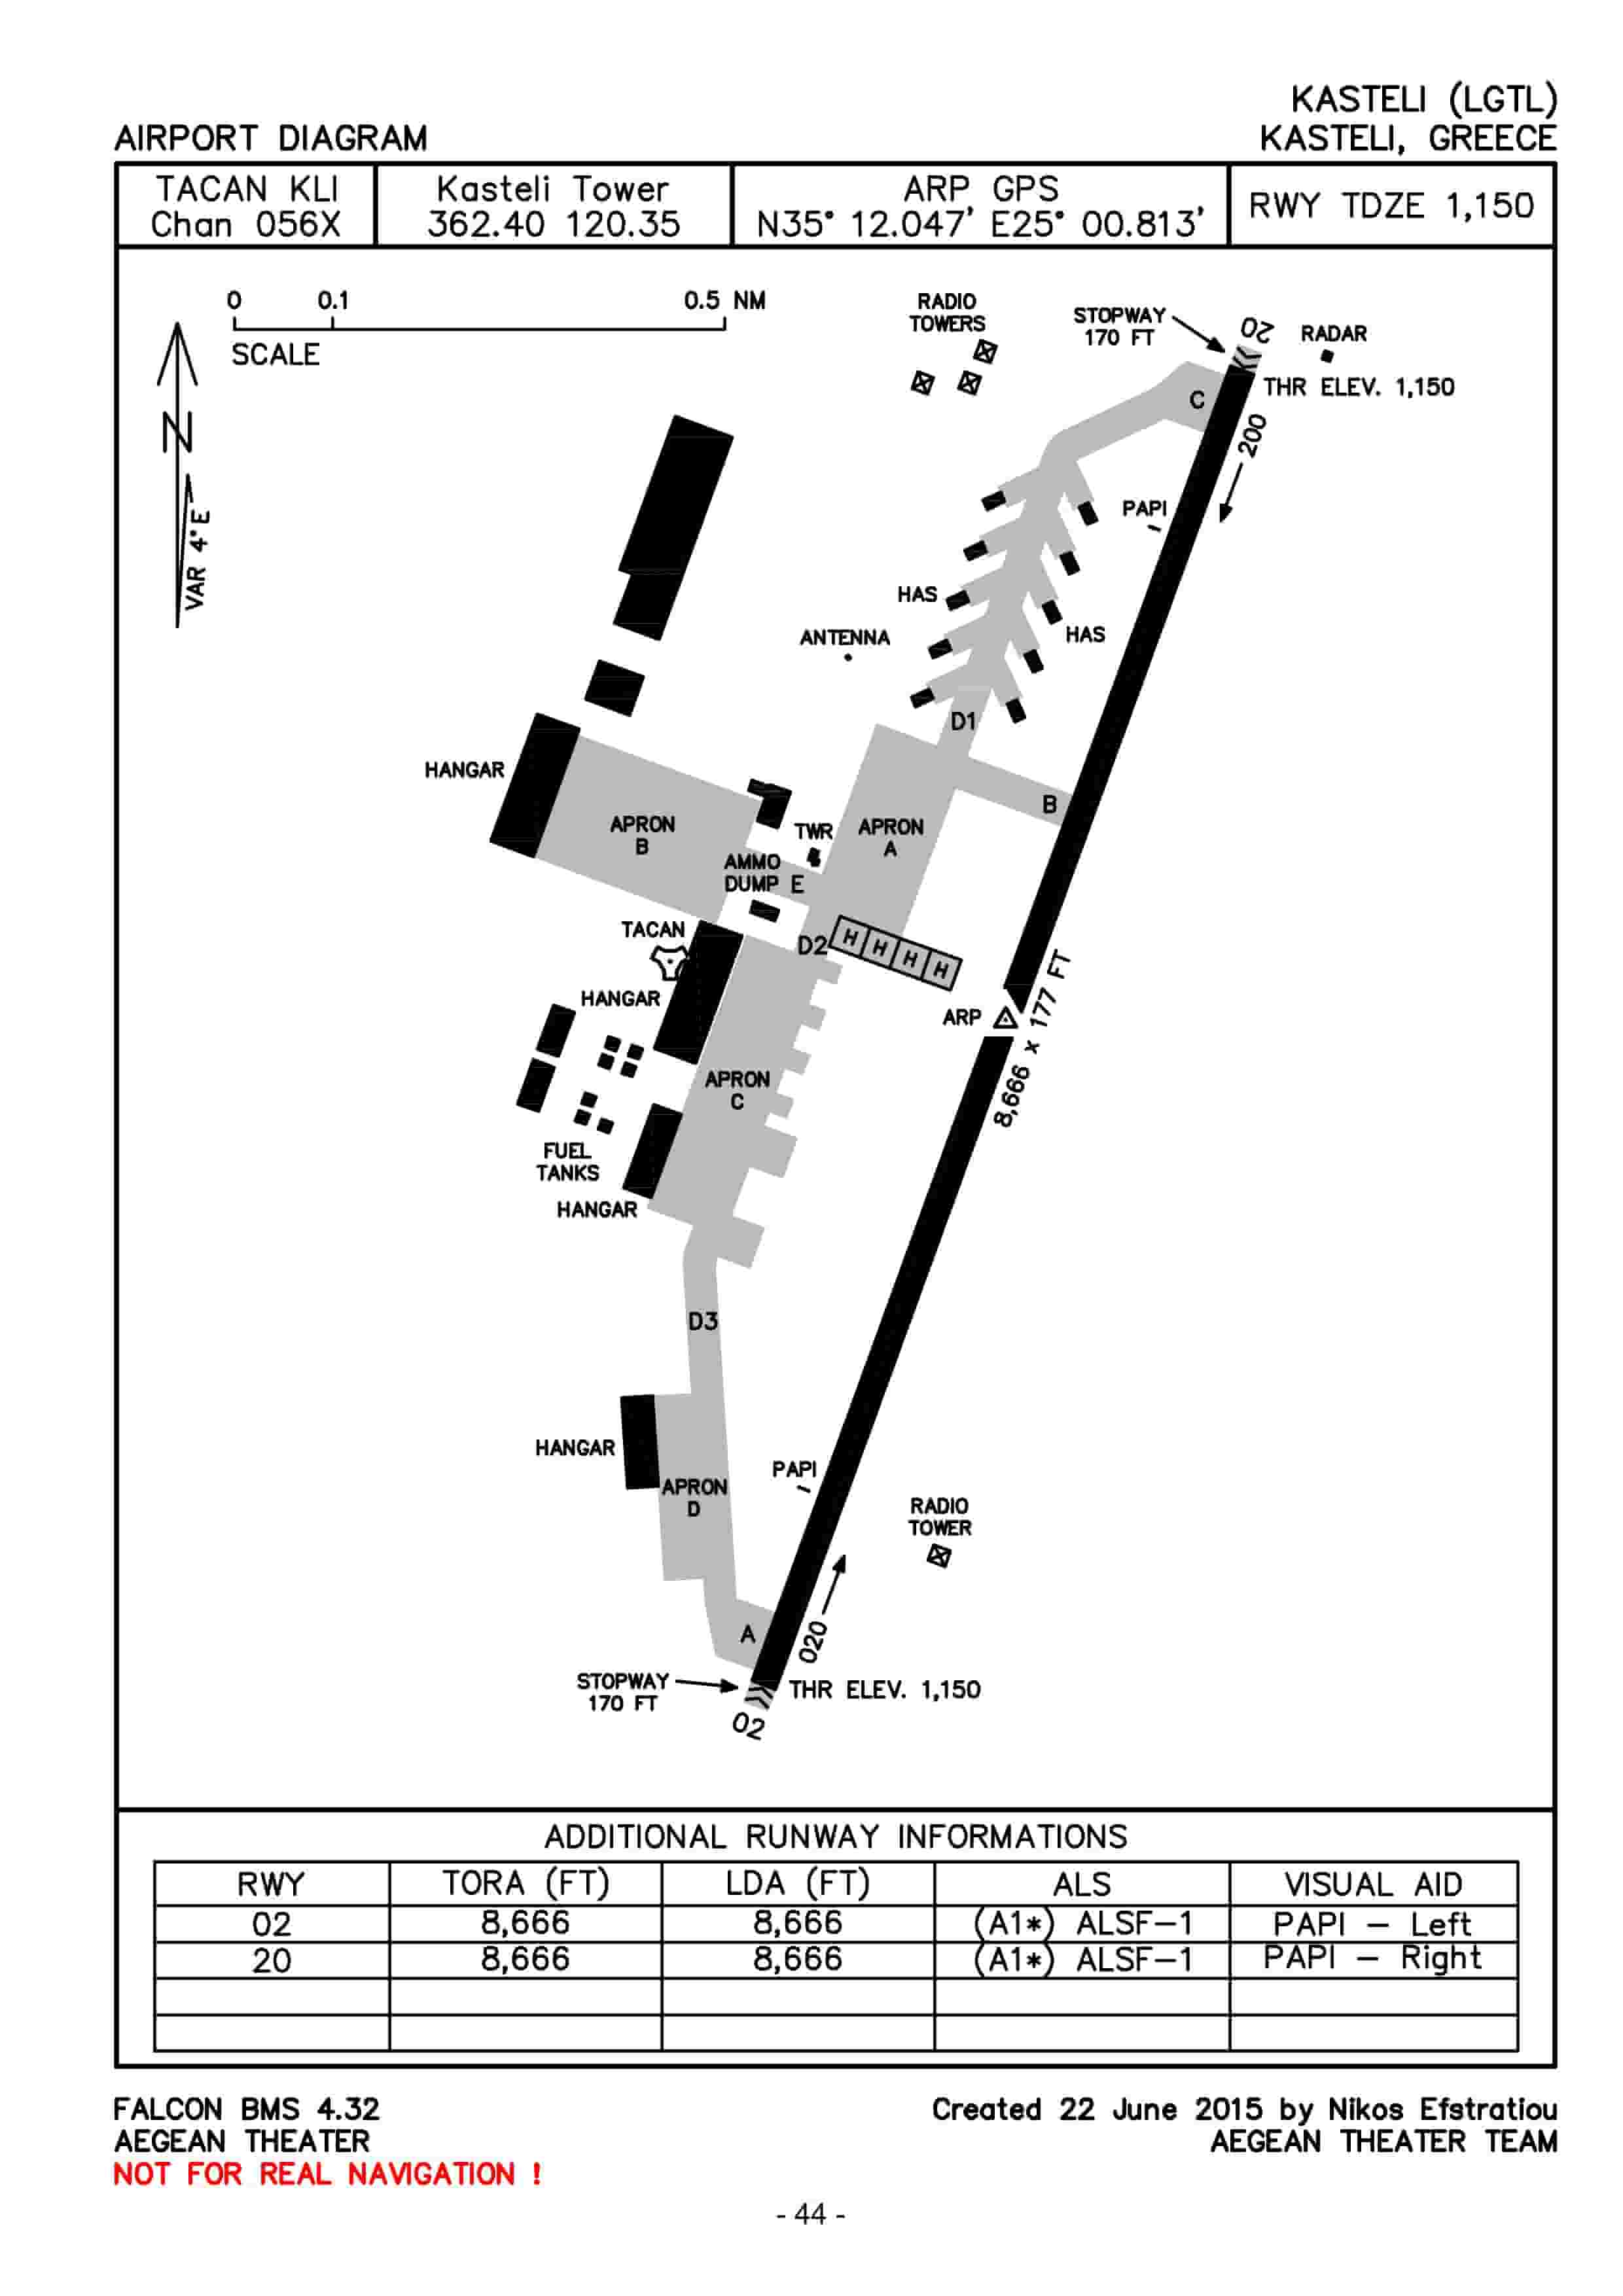 KASTELI (LGTL)
AIRPORT DIAGRAM
KASTELI, GREECE
TACAN KLI
Chan 056X
Kasteli Tower
362.40 120.35
ARP GPS
N35° 12.047' E25° 00.813'
RWY TDZE 1,150
0 0.1 0.5 NM
SCALE
N
VAR 4°E
RADIO
TOWERS
STOPWAY
170 FT
20
RADAR
THR ELEV. 1,150
C
200
PAPI
HAS
HAS
ANTENNA
D1
HANGAR
APRON
B
TWR
APRON
A
B
AMMO
DUMP E
TACAN
D2
H H H H
HANGAR
ARP
8,666 x 177 FT
APRON
C
FUEL
TANKS
HANGAR
D3
HANGAR
APRON
D
PAPI
RADIO
TOWER
A
020
STOPWAY
170 FT
THR ELEV. 1,150
02
ADDITIONAL RUNWAY INFORMATIONS
RWY TORA (FT) LDA (FT) ALS VISUAL AID
02 8,666 8,666 (A1*) ALSF-1 PAPI - Left
20 8,666 8,666 (A1*) ALSF-1 PAPI - Right
FALCON BMS 4.32
AEGEAN THEATER
NOT FOR REAL NAVIGATION !
Created 22 June 2015 by Nikos Efstratiou
AEGEAN THEATER TEAM
- 44 -